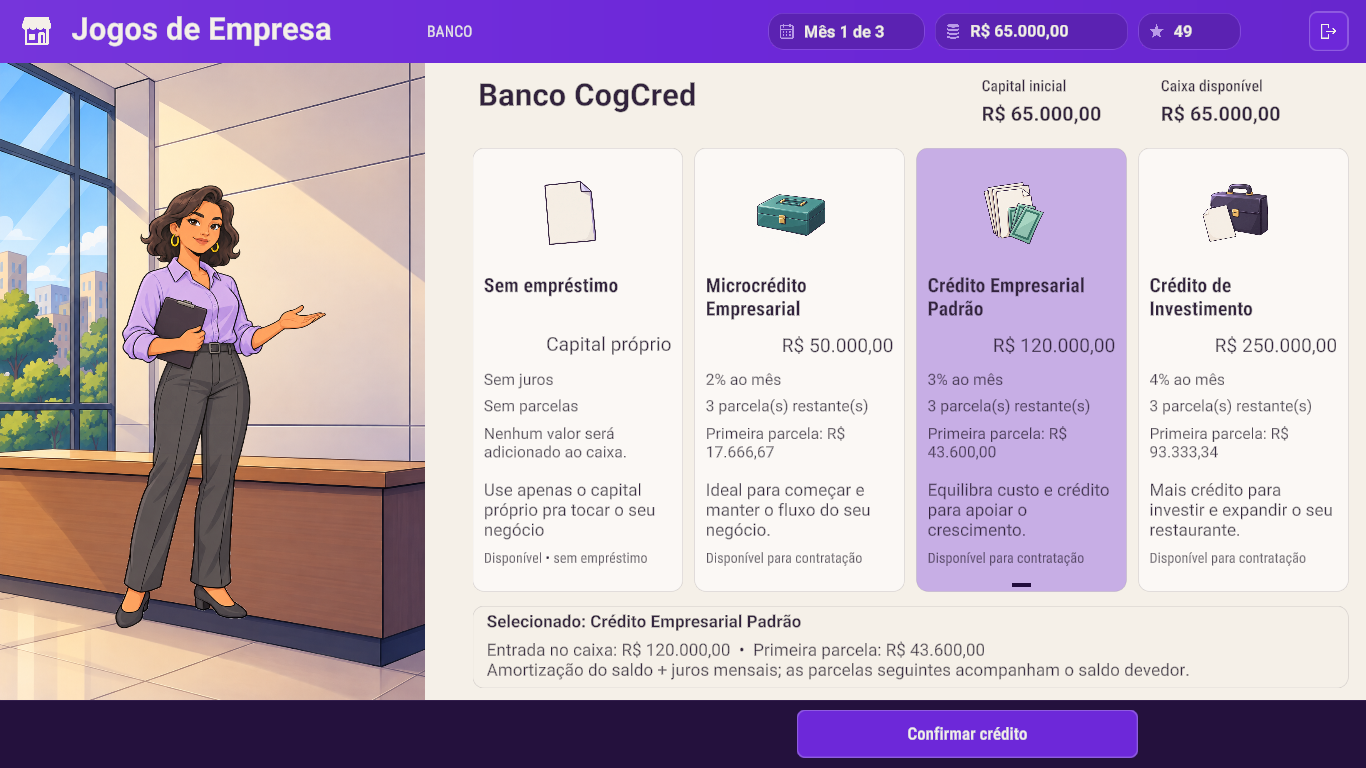 Jogos de Empresa
BANCO
Mês 1 de 3
R$ 65.000,00
49
Banco CogCred
Capital inicial
R$ 65.000,00
Caixa disponível
R$ 65.000,00
Sem empréstimo
Capital próprio
Sem juros
Sem parcelas
Nenhum valor será
adicionado ao caixa.
Use apenas o capital
próprio pra tocar o seu
negócio
Disponível • sem empréstimo
Microcrédito
Empresarial
R$ 50.000,00
2% ao mês
3 parcela(s) restante(s)
Primeira parcela: R$
17.666,67
Ideal para começar e
manter o fluxo do seu
negócio.
Disponível para contratação
Crédito Empresarial
Padrão
R$ 120.000,00
3% ao mês
3 parcela(s) restante(s)
Primeira parcela: R$
43.600,00
Equilibra custo e crédito
para apoiar o
crescimento.
Disponível para contratação
Crédito de
Investimento
R$ 250.000,00
4% ao mês
3 parcela(s) restante(s)
Primeira parcela: R$
93.333,34
Mais crédito para
investir e expandir o seu
restaurante.
Disponível para contratação
Selecionado: Crédito Empresarial Padrão
Entrada no caixa: R$ 120.000,00 • Primeira parcela: R$ 43.600,00
Amortização do saldo + juros mensais; as parcelas seguintes acompanham o saldo devedor.
Confirmar crédito